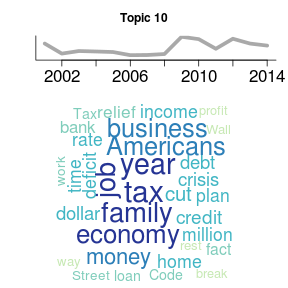 Topic 10
2002 2006 2010 2014
Tax relief income profit
bank business Wall
rate Americans
work time deficit job year debt
crisis
tax cut plan
dollar family credit
economy million
rest fact
way money home
Street loan Code break